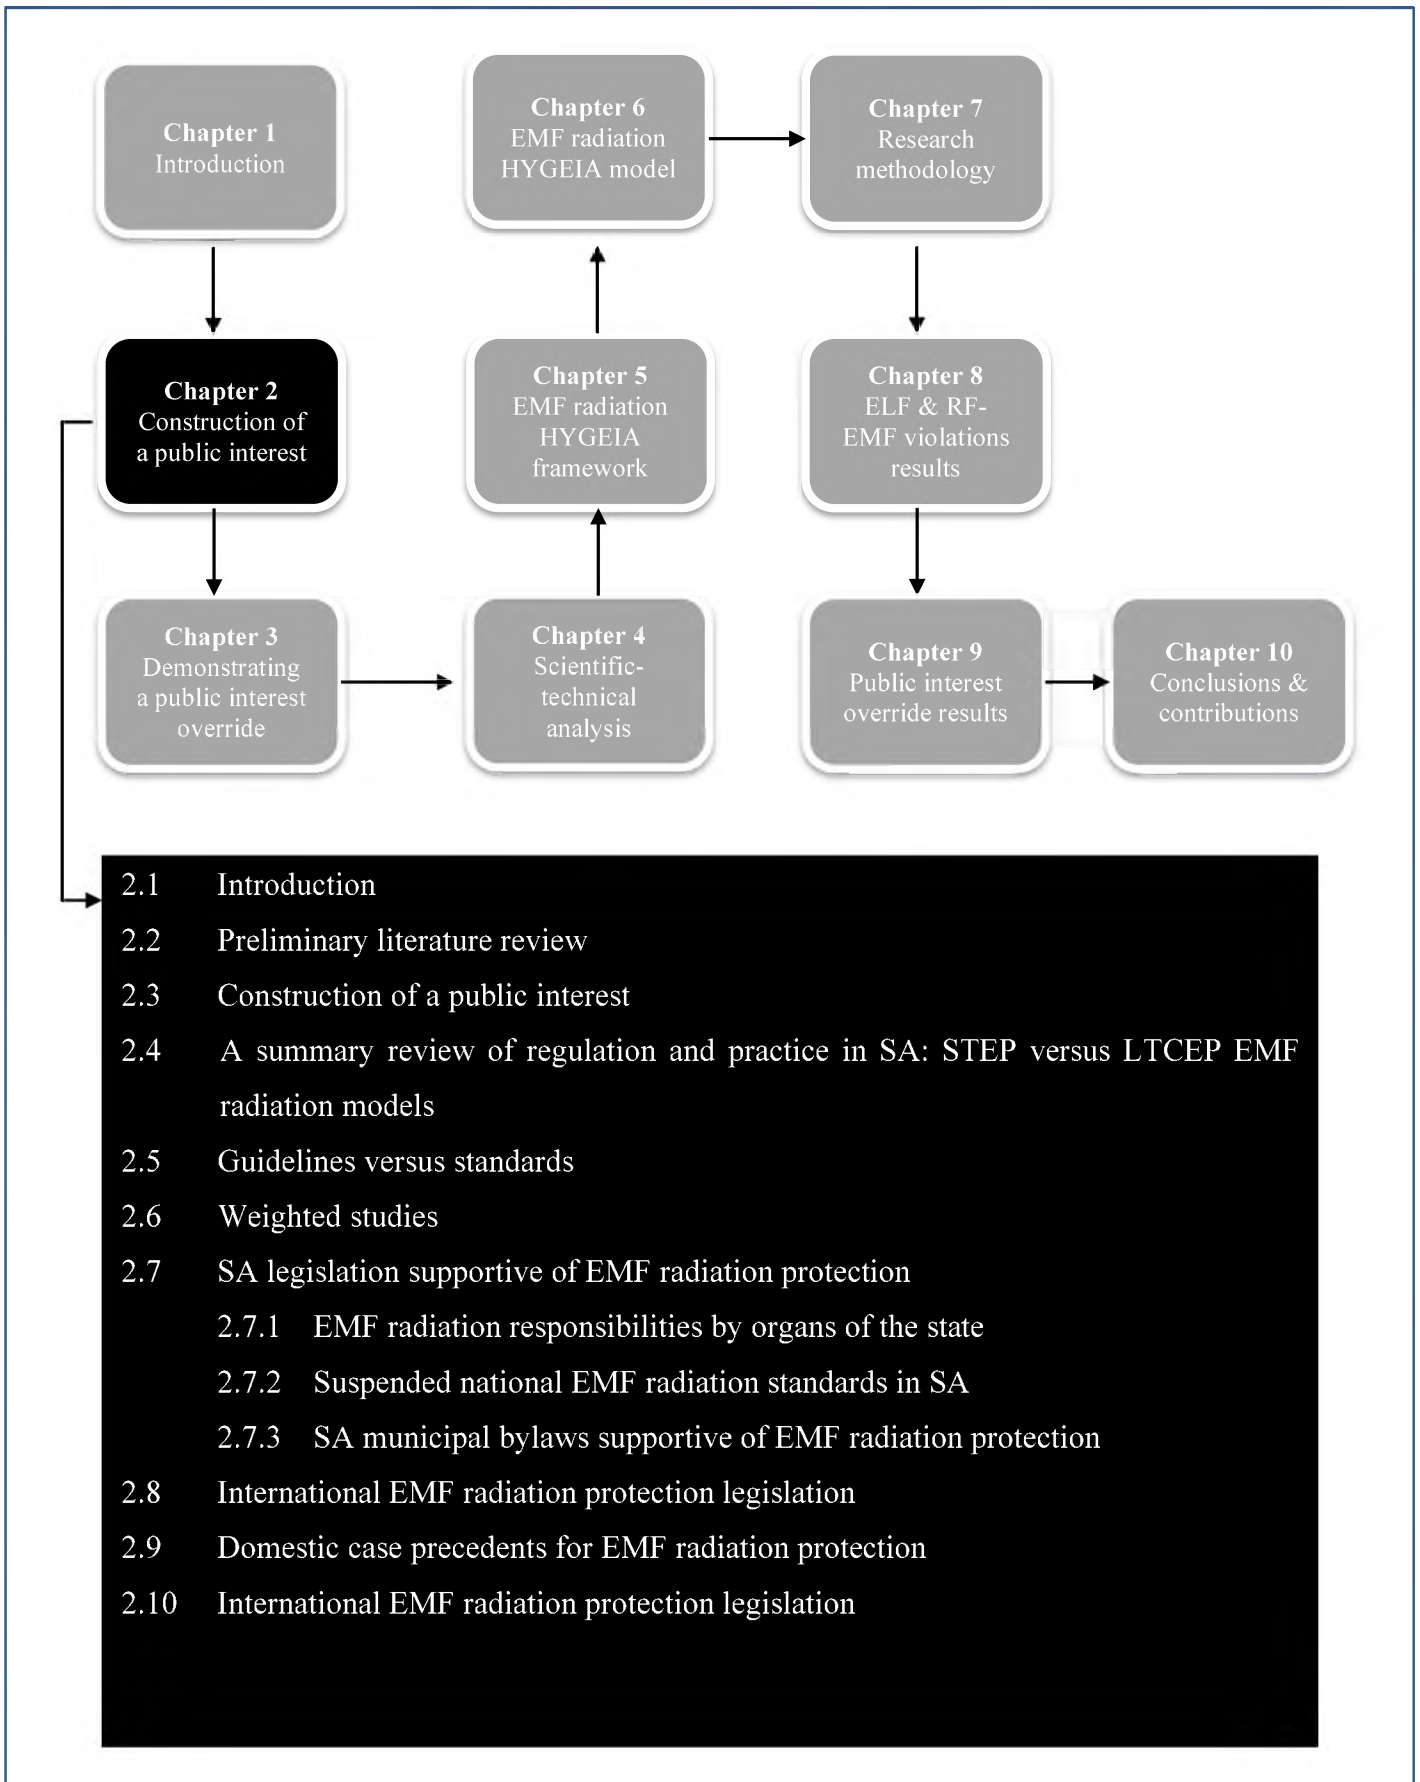 Chapter 1
Introduction
Chapter 2
Construction of
a public interest
Chapter 3
Demonstrating
a public interest
override
Chapter 4
Scientific-
technical
analysis
Chapter 5
EMF radiation
HYGEIA
framework
Chapter 6
EMF radiation
HYGEIA model
Chapter 7
Research
methodology
Chapter 8
ELF & RF-
EMF violations
results
Chapter 9
Public interest
override results
Chapter 10
Conclusions &
contributions
2.1 Introduction
2.2 Preliminary literature review
2.3 Construction of a public interest
2.4 A summary review of regulation and practice in SA: STEP versus LTCEP EMF
radiation models
2.5 Guidelines versus standards
2.6 Weighted studies
2.7 SA legislation supportive of EMF radiation protection
2.7.1 EMF radiation responsibilities by organs of the state
2.7.2 Suspended national EMF radiation standards in SA
2.7.3 SA municipal bylaws supportive of EMF radiation protection
2.8 International EMF radiation protection legislation
2.9 Domestic case precedents for EMF radiation protection
2.10 International EMF radiation protection legislation